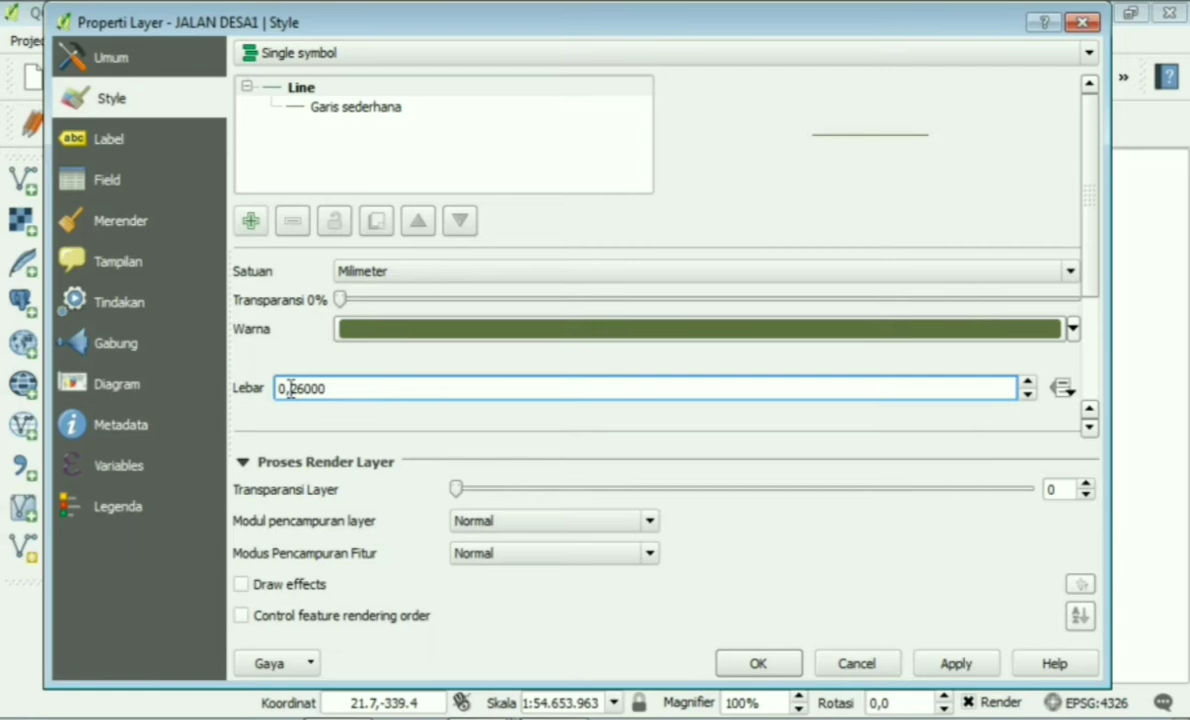 Q
Properti Layer - JALAN DESA1 | Style
?
Projec
Umum
Single symbol
Line
Style
Garis sederhana
abc Label
Field
Merender
Satuan Milimeter
Tampilan
Transparansi 0%
Tindakan
Warna
Gabung
Lebar 0,26000
Diagram
Metadata
Variables
Proses Render Layer
Transparansi Layer 0
Legenda
Modul pencampuran layer Normal
Modus Pencampuran Fitur Normal
Draw effects
Control feature rendering order
Gaya OK Cancel Apply Help
Koordinat 21.7,-339.4 Skala 1:54.653.963 Magnifier 100% Rotasi 0,0 Render EPSG:4326